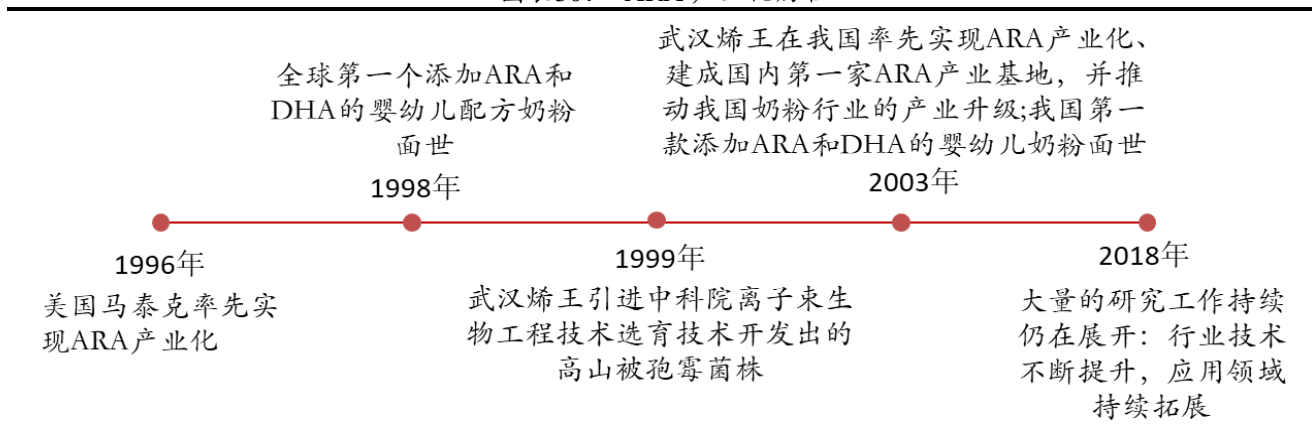 全球第一个添加ARA和
DHA的婴幼儿配方奶粉
面世
1998年
武汉烯王在我国率先实现ARA产业化、
建成国内第一家ARA产业基地，并推
动我国奶粉行业的产业升级;我国第一
款添加ARA和DHA的婴幼儿奶粉面世
2003年
1996年
美国马泰克率先实
现ARA产业化
1999年
武汉烯王引进中科院离子束生
物工程技术选育技术开发出的
高山被孢霉菌株
2018年
大量的研究工作持续
仍在展开：行业技术
不断提升，应用领域
持续拓展